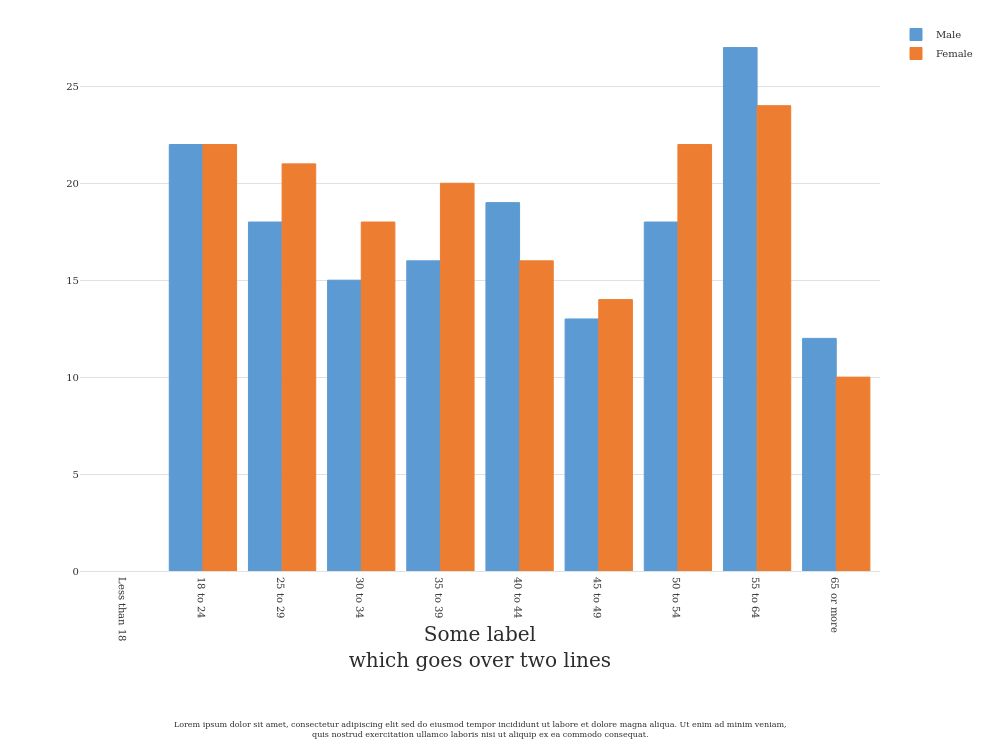 Male
Female
25
20
15
10
5
0
Less than 18
18 to 24
25 to 29
30 to 34
35 to 39
40 to 44
45 to 49
50 to 54
55 to 64
65 or more
Some label
which goes over two lines
Lorem ipsum dolor sit amet, consectetur adipiscing elit sed do eiusmod tempor incididunt ut labore et dolore magna aliqua. Ut enim ad minim veniam,
quis nostrud exercitation ullamco laboris nisi ut aliquip ex ea commodo consequat.